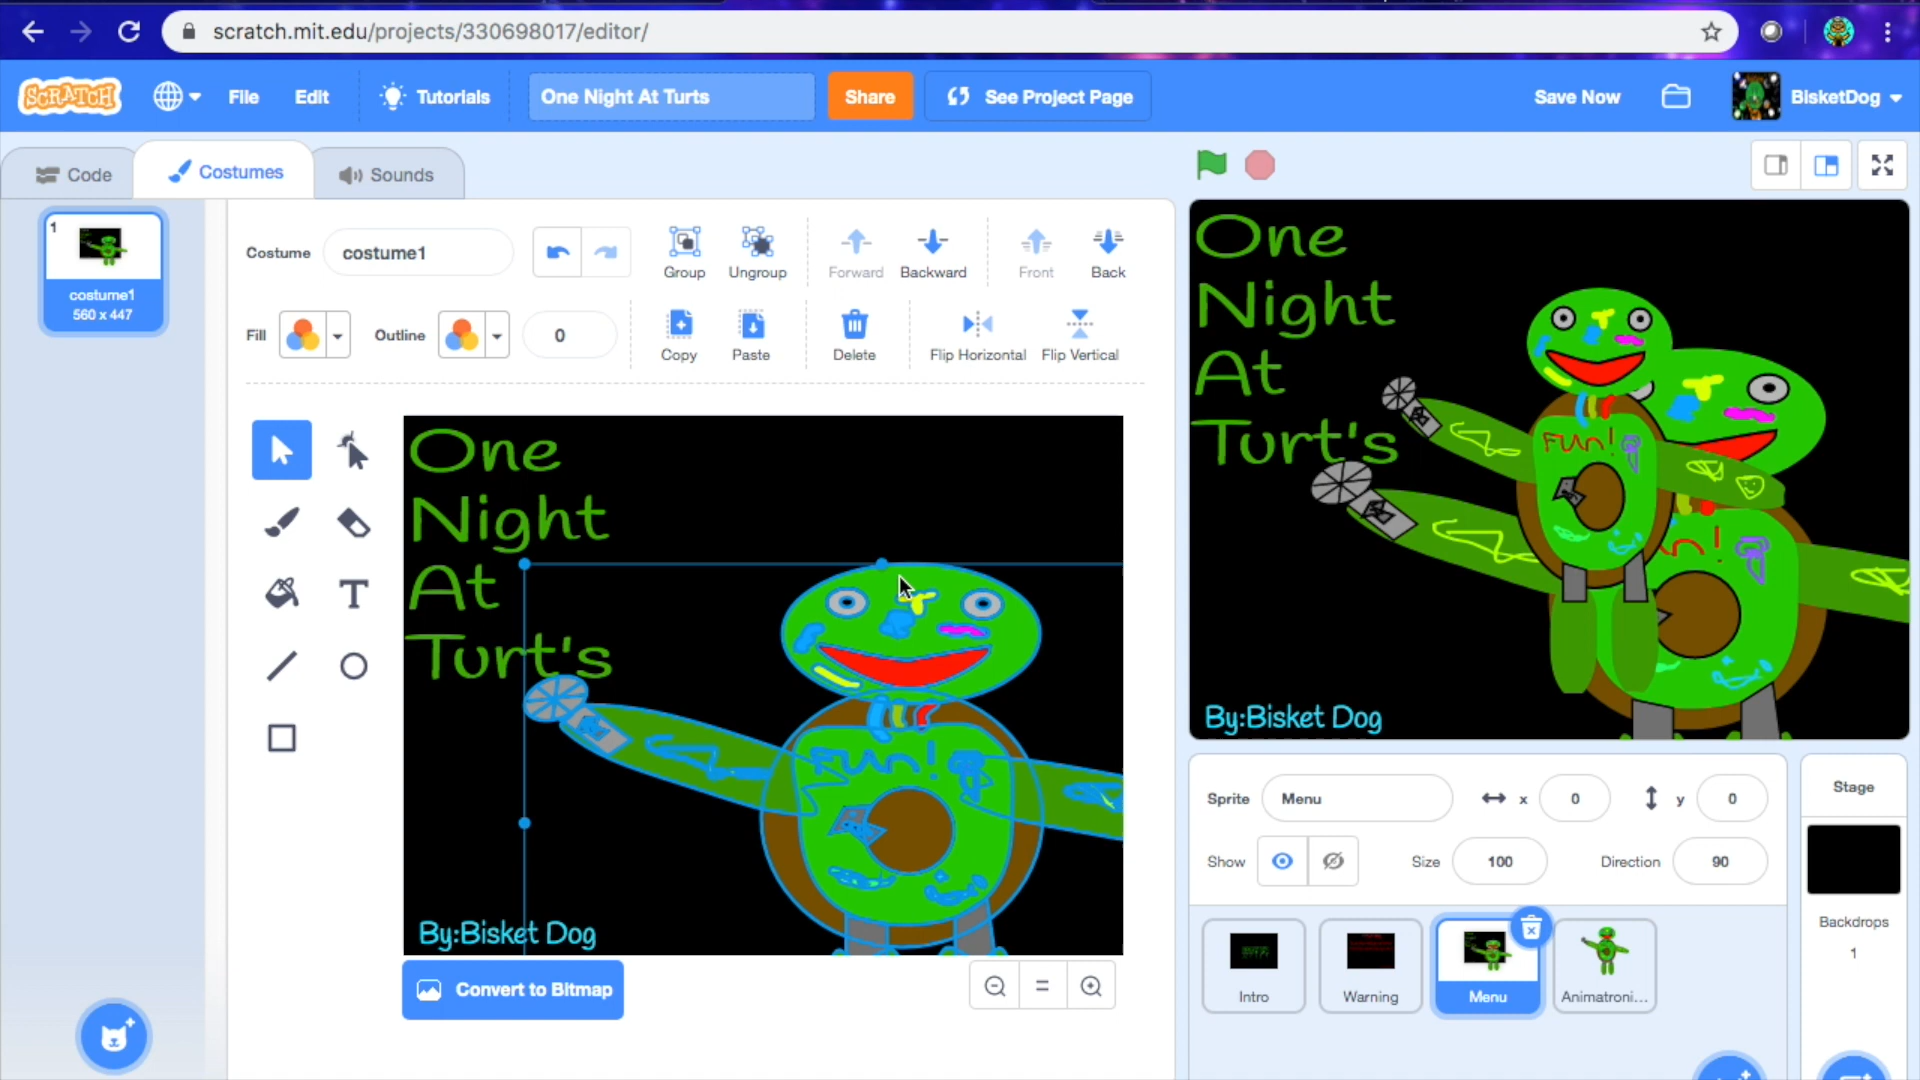 scratch.mit.edu/projects/330698017/editor/
SCRATCH File Edit Tutorials One Night At Turts Share See Project Page Save Now BIsketDog
Code Costumes Sounds
1
costume1
560 x 447
Costume costume1 Group Ungroup Forward Backward Front Back
Fill Outline 0 Copy Paste Delete Flip Horizontal Flip Vertical
One
Night
At
Turt's
FUn!
By:Bisket Dog
Convert to Bitmap
One
Night
At
Turt's
FUn!
n!
By:Bisket Dog
Sprite Menu x 0 y 0
Show Size 100 Direction 90
Intro Warning Menu Animatroni...
Stage
Backdrops
1